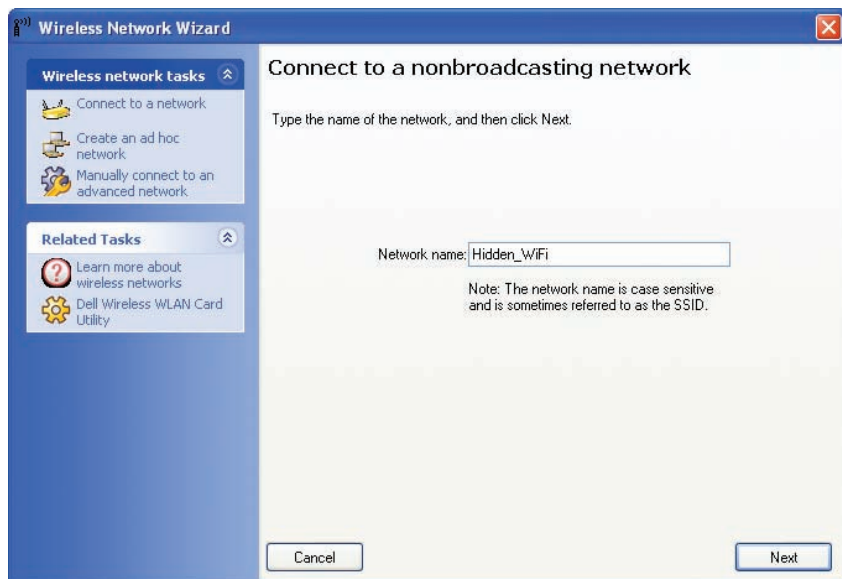 Wireless Network Wizard
Wireless network tasks
Connect to a network
Create an ad hoc
network
Manually connect to an
advanced network
Related Tasks
Learn more about
wireless networks
Dell Wireless WLAN Card
Utility
Connect to a nonbroadcasting network
Type the name of the network, and then click Next.
Network name: Hidden_WiFi
Note: The network name is case sensitive
and is sometimes referred to as the SSID.
Cancel
Next